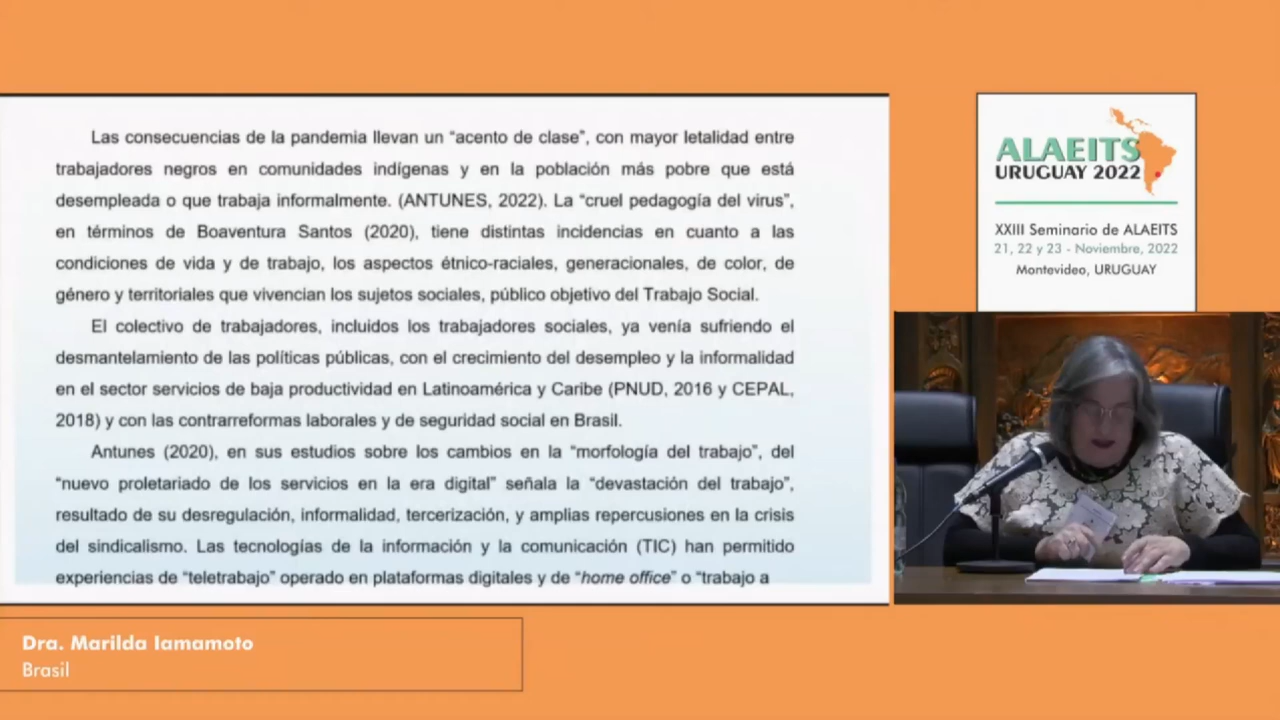 Las consecuencias de la pandemia llevan un “acento de clase”, con mayor letalidad entre
trabajadores negros en comunidades indígenas y en la población más pobre que está
desempleada o que trabaja informalmente. (ANTUNES, 2022). La “cruel pedagogía del virus”,
en términos de Boaventura Santos (2020), tiene distintas incidencias en cuanto a las
condiciones de vida y de trabajo, los aspectos étnico-raciales, generacionales, de color, de
género y territoriales que vivencian los sujetos sociales, público objetivo del Trabajo Social.
El colectivo de trabajadores, incluidos los trabajadores sociales, ya venía sufriendo el
desmantelamiento de las políticas públicas, con el crecimiento del desempleo y la informalidad
en el sector servicios de baja productividad en Latinoamérica y Caribe (PNUD, 2016 y CEPAL,
2018) y con las contrarreformas laborales y de seguridad social en Brasil.
Antunes (2020), en sus estudios sobre los cambios en la “morfología del trabajo”, del
“nuevo proletariado de los servicios en la era digital” señala la “devastación del trabajo”,
resultado de su desregulación, informalidad, tercerización, y amplias repercusiones en la crisis
del sindicalismo. Las tecnologías de la información y la comunicación (TIC) han permitido
experiencias de “teletrabajo” operado en plataformas digitales y de “home office” o “trabajo a
ALAEITS
URUGUAY 2022
XXIII Seminario de ALAEITS
21, 22 y 23 - Noviembre, 2022
Montevideo, URUGUAY
Dra. Marilda Iamamoto
Brasil